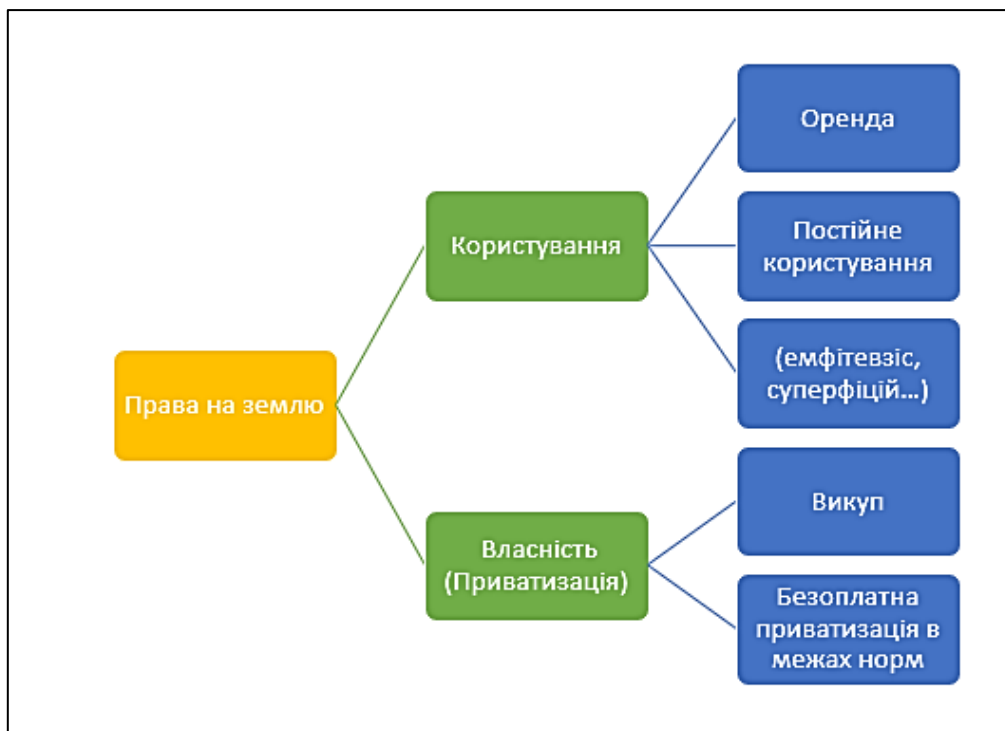 Права на землю
Користування
Власність
(Приватизація)
Оренда
Постійне
користування
(емфітевзіс,
суперфіцій...)
Викуп
Безоплатна
приватизація в
межах норм